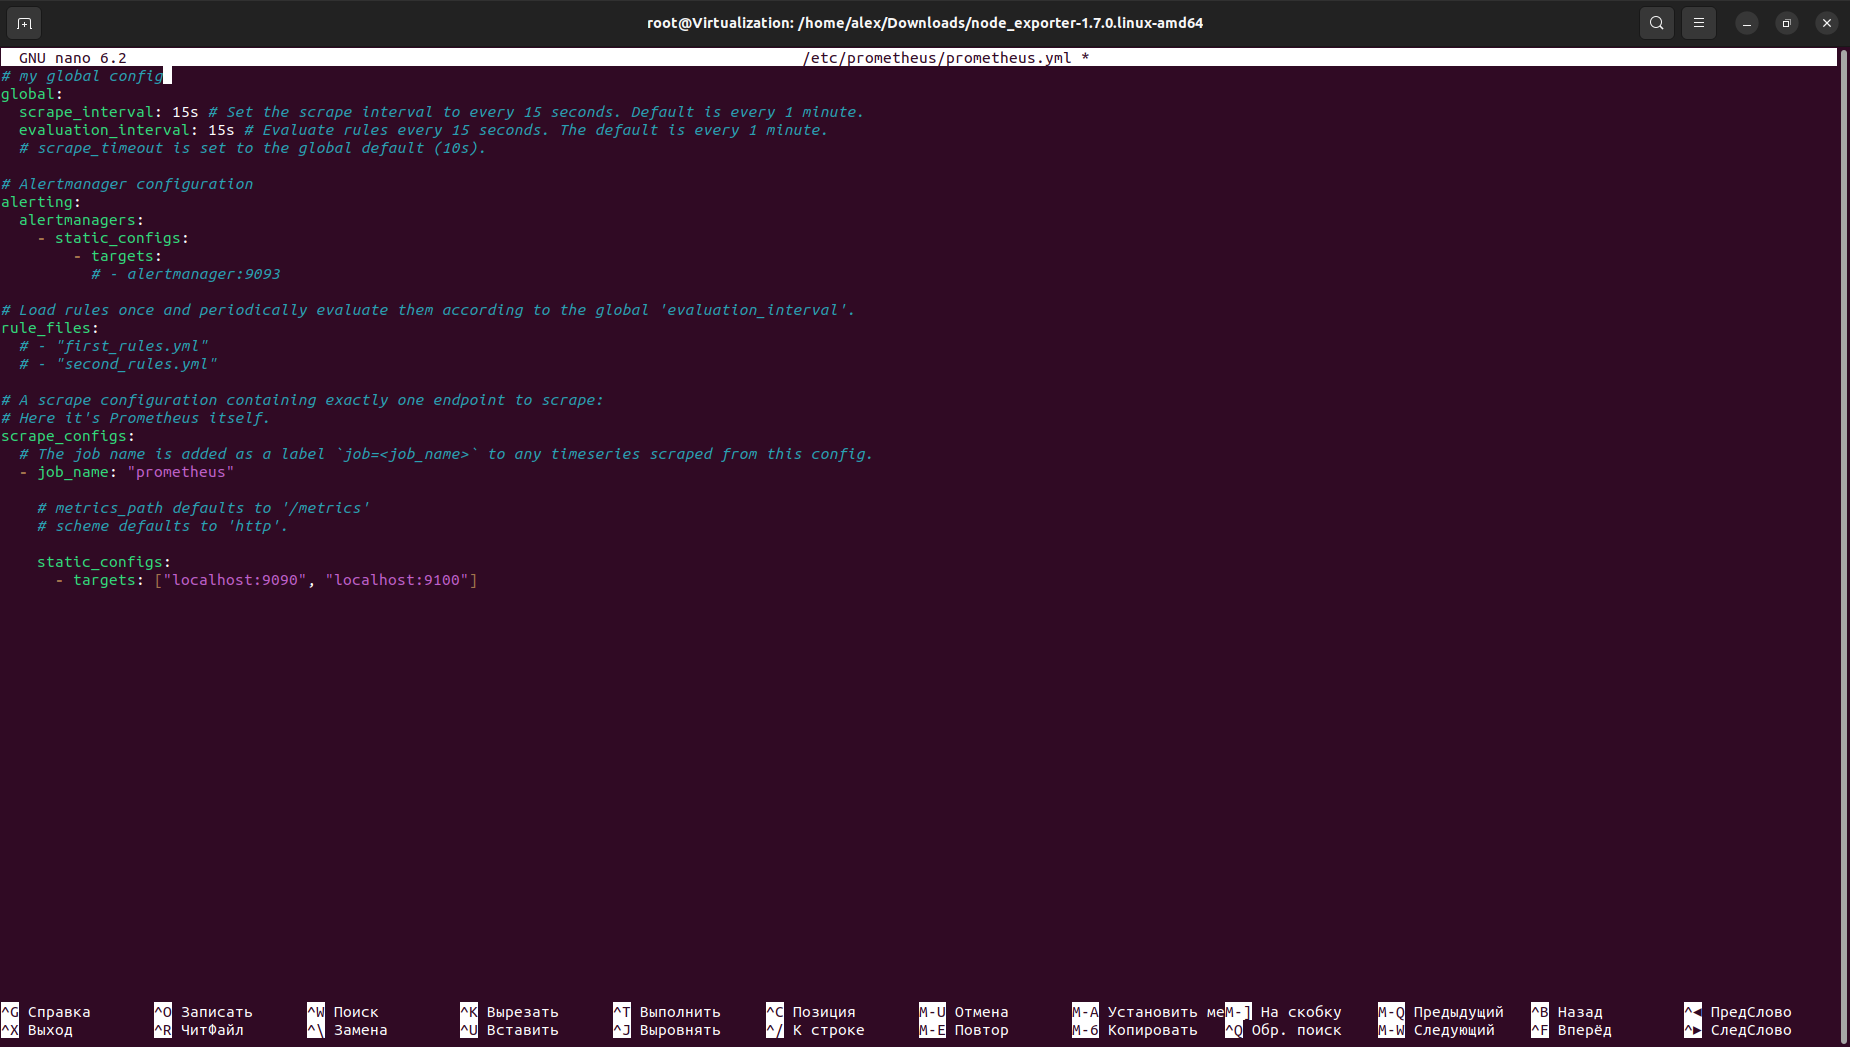 root@Virtualization: /home/alex/Downloads/node_exporter-1.7.0.linux-amd64
GNU nano 6.2 /etc/prometheus/prometheus.yml *
# my global config
global:
  scrape_interval: 15s # Set the scrape interval to every 15 seconds. Default is every 1 minute.
  evaluation_interval: 15s # Evaluate rules every 15 seconds. The default is every 1 minute.
  # scrape_timeout is set to the global default (10s).
# Alertmanager configuration
alerting:
  alertmanagers:
    - static_configs:
        - targets:
          # - alertmanager:9093
# Load rules once and periodically evaluate them according to the global 'evaluation_interval'.
rule_files:
  # - "first_rules.yml"
  # - "second_rules.yml"
# A scrape configuration containing exactly one endpoint to scrape:
# Here it's Prometheus itself.
scrape_configs:
  # The job name is added as a label `job=<job_name>` to any timeseries scraped from this config.
  - job_name: "prometheus"
    # metrics_path defaults to '/metrics'
    # scheme defaults to 'http'.
    static_configs:
      - targets: ["localhost:9090", "localhost:9100"]
^G Справка ^O Записать ^W Поиск ^K Вырезать ^T Выполнить ^C Позиция M-U Отмена M-A Установить ме M-] На скобку M-Q Предыдущий ^B Назад ^◀ ПредСлово
^X Выход ^R ЧитФайл ^\ Замена ^U Вставить ^J Выровнять ^/ К строке M-E Повтор M-6 Копировать ^Q Обр. поиск M-W Следующий ^F Вперёд ^▶ СледСлово